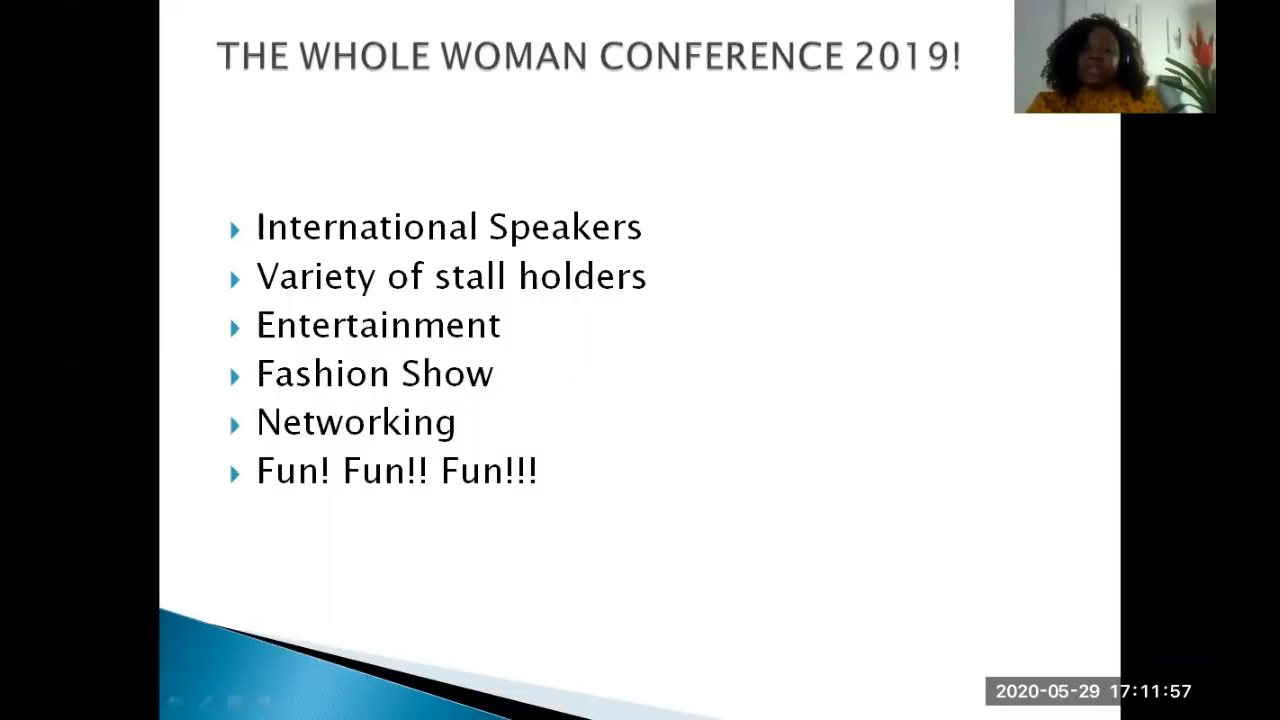 THE WHOLE WOMAN CONFERENCE 2019!
International Speakers
Variety of stall holders
Entertainment
Fashion Show
Networking
Fun! Fun!! Fun!!!
2020-05-29 17:11:57